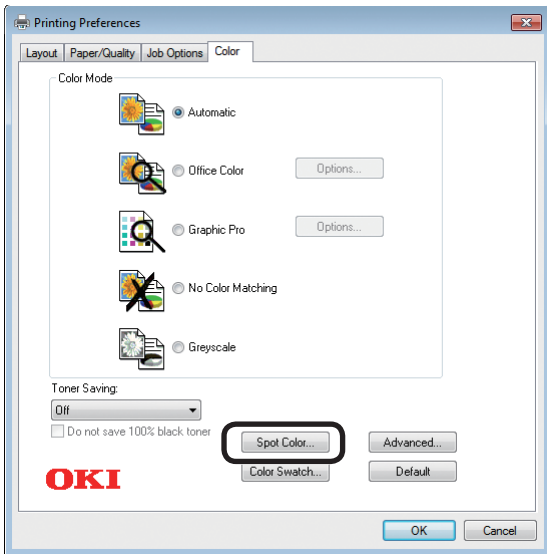 Printing Preferences
Layout Paper/Quality Job Options Color
Color Mode
Automatic
Office Color Options...
Graphic Pro Options...
No Color Matching
Greyscale
Toner Saving:
Off
Do not save 100% black toner
Spot Color... Advanced...
OKI
Color Swatch... Default
OK Cancel